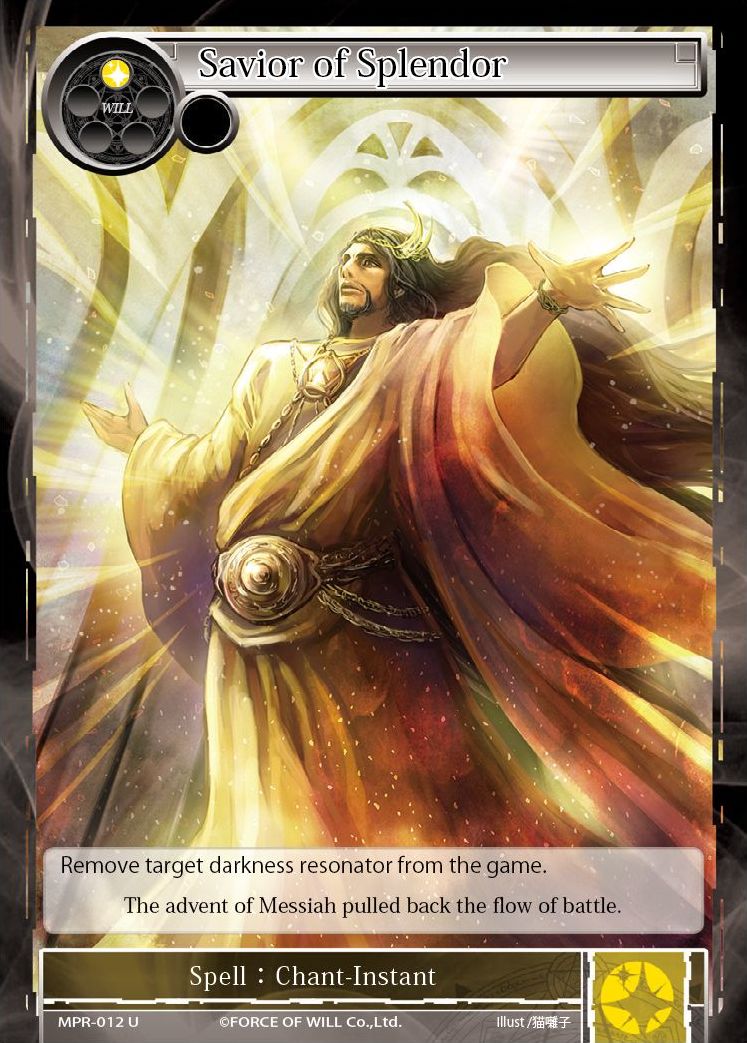 Savior of Splendor
WILL
Remove target darkness resonator from the game.
The advent of Messiah pulled back the flow of battle.
Spell：Chant-Instant
MPR-012 U ©FORCE OF WILL Co.,Ltd. Illust/猫囃子